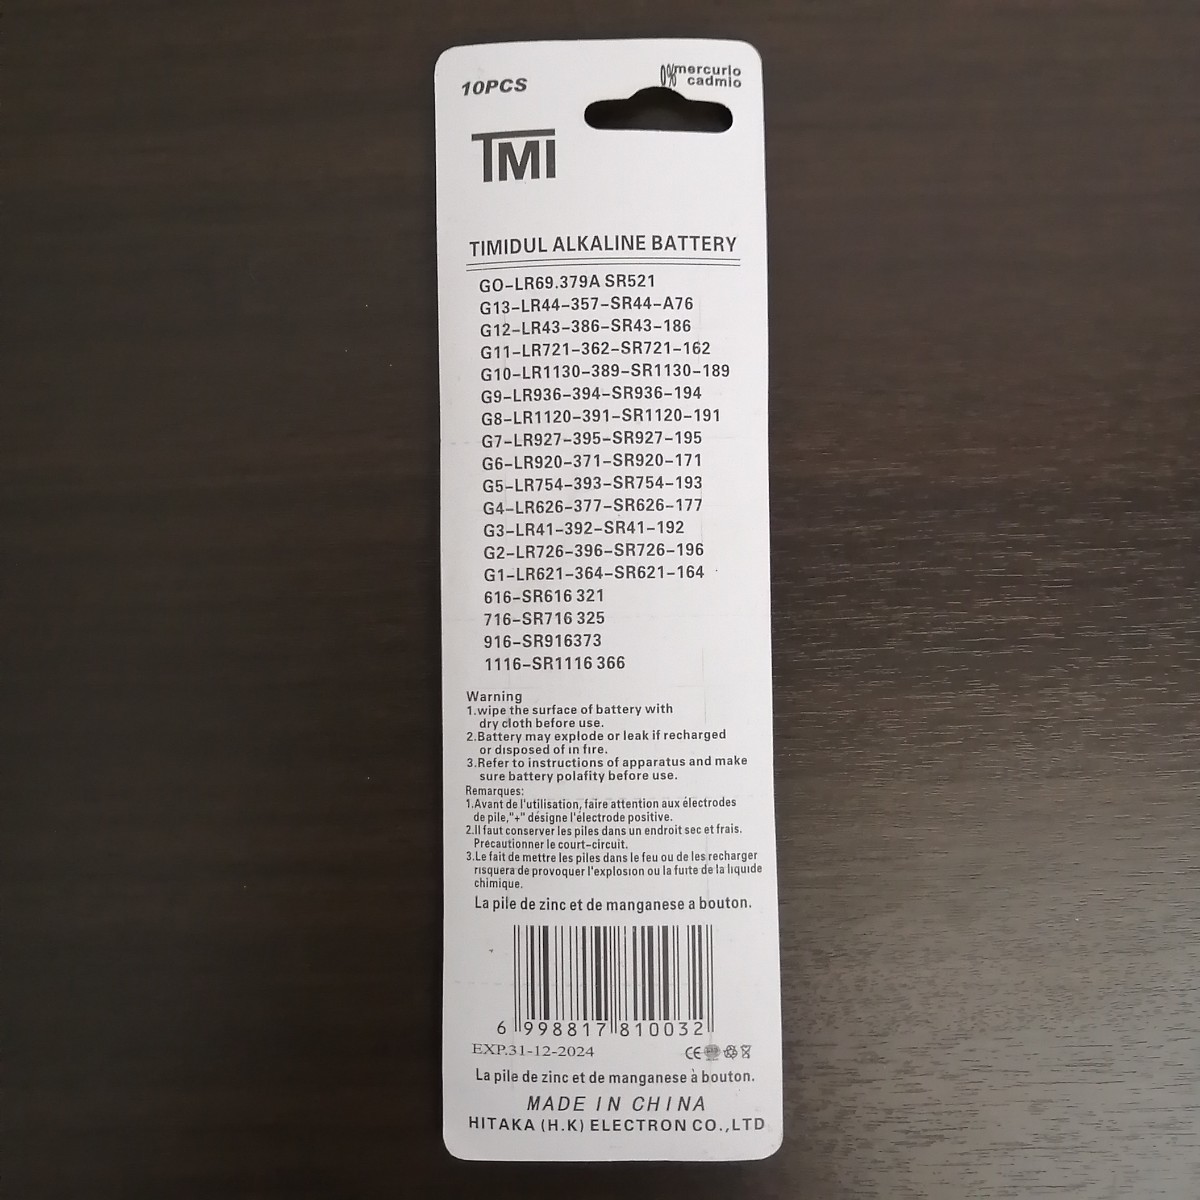 10PCS
0% mercurio
cadmio
TMI
TIMIDUL ALKALINE BATTERY
GO-LR69.379A SR521
G13-LR44-357-SR44-A76
G12-LR43-386-SR43-186
G11-LR721-362-SR721-162
G10-LR1130-389-SR1130-189
G9-LR936-394-SR936-194
G8-LR1120-391-SR1120-191
G7-LR927-395-SR927-195
G6-LR920-371-SR920-171
G5-LR754-393-SR754-193
G4-LR626-377-SR626-177
G3-LR41-392-SR41-192
G2-LR726-396-SR726-196
G1-LR621-364-SR621-164
616-SR616 321
716-SR716 325
916-SR916373
1116-SR1116 366
Warning
1.wipe the surface of battery with
dry cloth before use.
2.Battery may explode or leak if recharged
or disposed of in fire.
3.Refer to instructions of apparatus and make
sure battery polafity before use.
Remarques:
1.Avant de l'utilisation, faire attention aux électrodes
de pile,"+" désigne l'électrode positive.
2.Il faut conserver les piles dans un endroit sec et frais.
Précautionner le court-circuit.
3.Le fait de mettre les piles dans le feu ou de les recharger
risquera de provoquer l'explosion ou la fuite de la liquide
chimique.
La pile de zinc et de manganese a bouton.
6 998817 810032
EXP.31-12-2024 CE
La pile de zinc et de manganese à bouton.
MADE IN CHINA
HITAKA (H.K) ELECTRON CO.,LTD